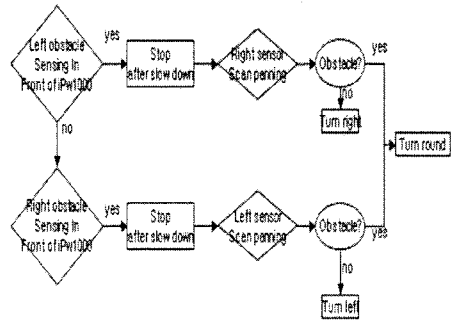 Left obstacle
Sensing In
Front of iPw1000
yes
Stop
after slow down
Right sensor
Scan panning
Obstacle?
yes
no
Turn right
Turn round
no
Right obstacle
Sensing In
Front of iPw1000
yes
Stop
after slow down
Left sensor
Scan panning
Obstacle?
yes
no
Turn left